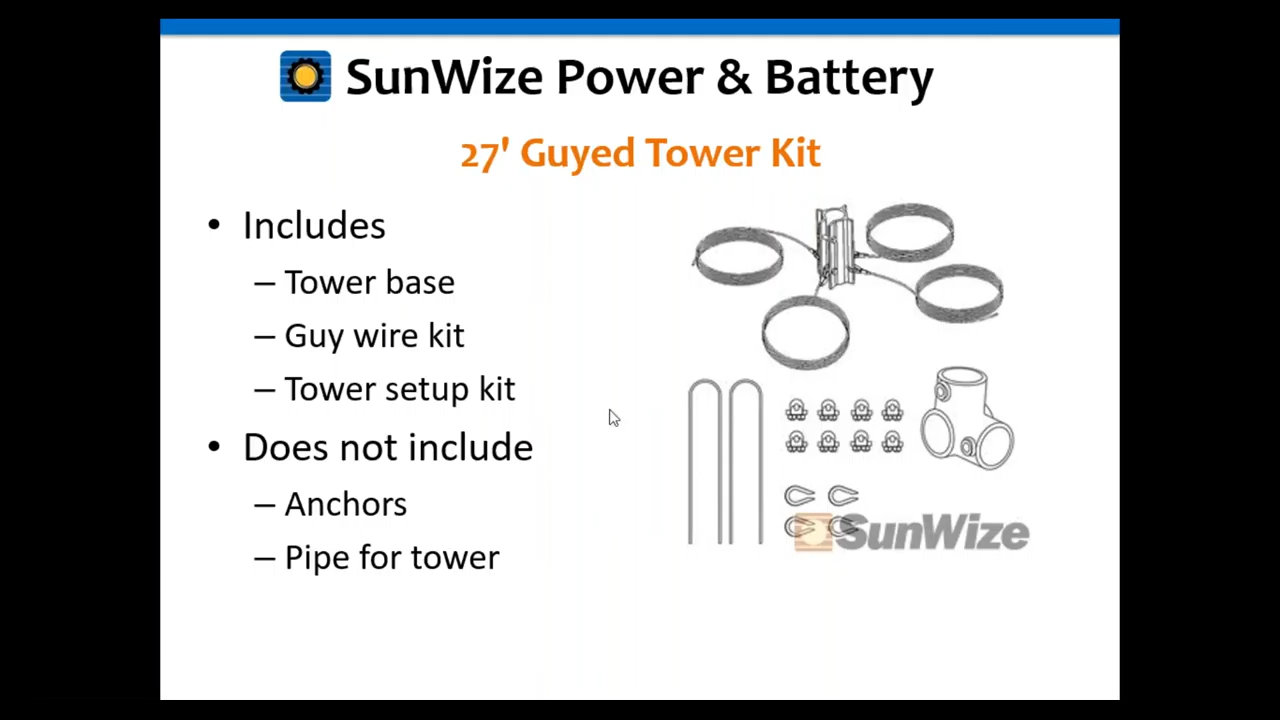 SunWize Power & Battery
27' Guyed Tower Kit
• Includes
– Tower base
– Guy wire kit
– Tower setup kit
• Does not include
– Anchors
– Pipe for tower
SunWize